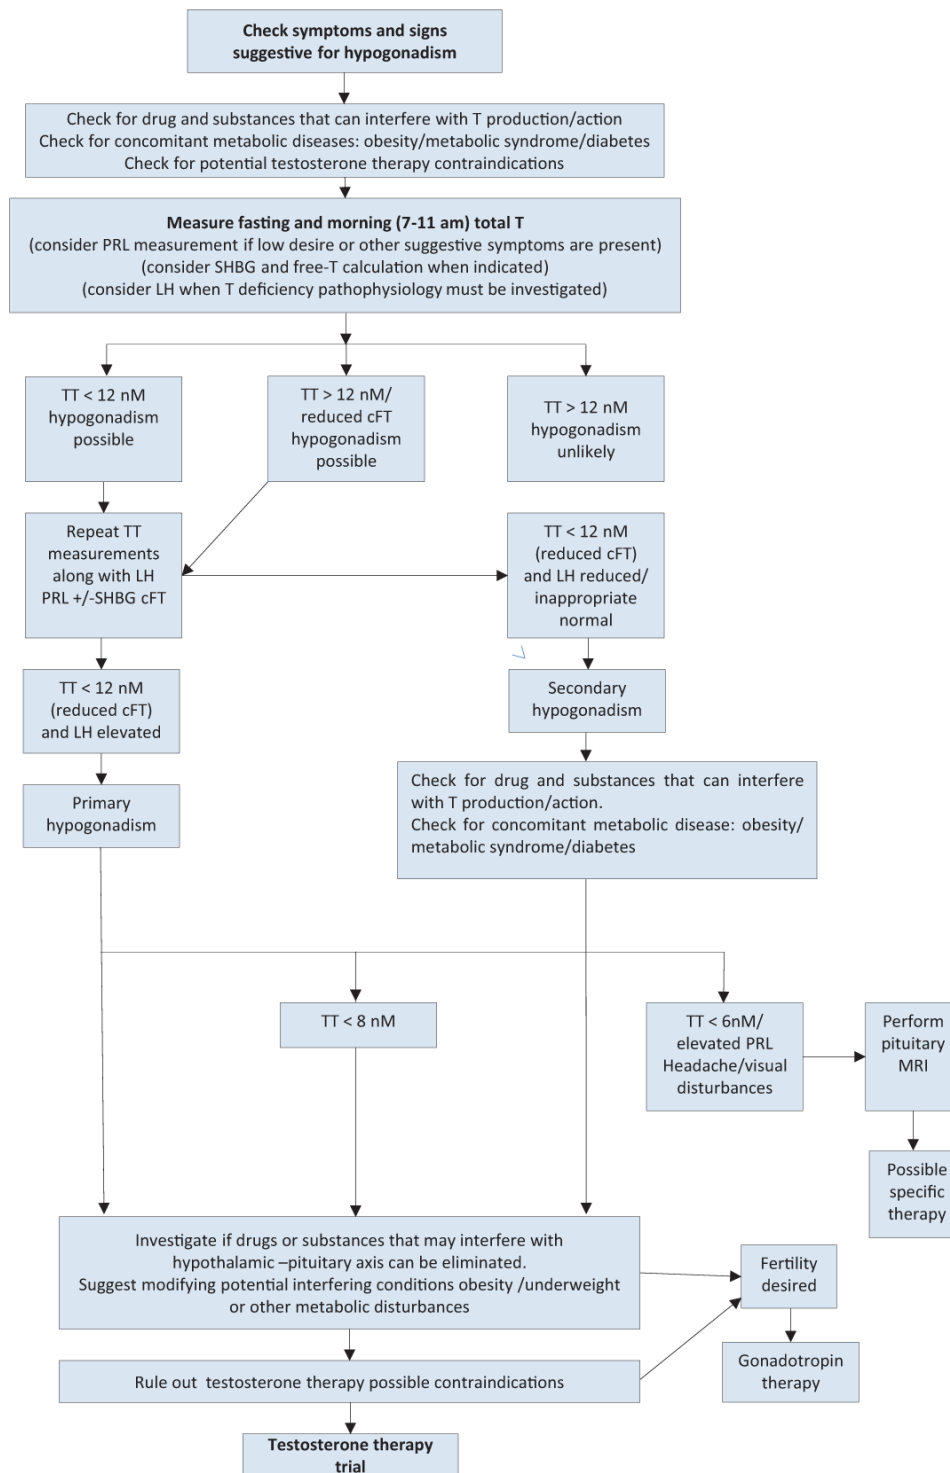 Check symptoms and signs
suggestive for hypogonadism
Check for drug and substances that can interfere with T production/action
Check for concomitant metabolic diseases: obesity/metabolic syndrome/diabetes
Check for potential testosterone therapy contraindications
Measure fasting and morning (7-11 am) total T
(consider PRL measurement if low desire or other suggestive symptoms are present)
(consider SHBG and free-T calculation when indicated)
(consider LH when T deficiency pathophysiology must be investigated)
TT < 12 nM
hypogonadism
possible
TT > 12 nM/
reduced cFT
hypogonadism
possible
TT > 12 nM
hypogonadism
unlikely
Repeat TT
measurements
along with LH
PRL +/-SHBG cFT
TT < 12 nM
(reduced cFT)
and LH reduced/
inappropriate
normal
TT < 12 nM
(reduced cFT)
and LH elevated
Secondary
hypogonadism
Primary
hypogonadism
Check for drug and substances that can interfere
with T production/action.
Check for concomitant metabolic disease: obesity/
metabolic syndrome/diabetes
TT < 8 nM
TT < 6nM/
elevated PRL
Headache/visual
disturbances
Perform
pituitary
MRI
Possible
specific
therapy
Investigate if drugs or substances that may interfere with
hypothalamic –pituitary axis can be eliminated.
Suggest modifying potential interfering conditions obesity /underweight
or other metabolic disturbances
Fertility
desired
Rule out testosterone therapy possible contraindications
Gonadotropin
therapy
Testosterone therapy
trial